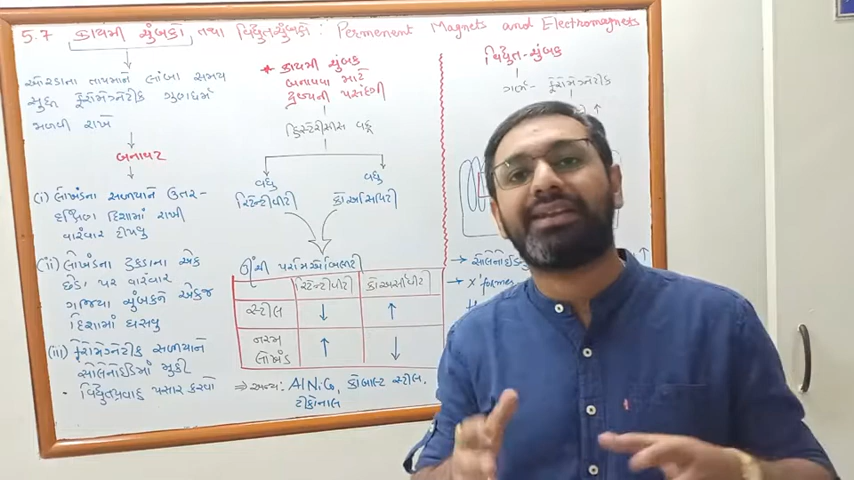 5.7 કાયમી ચુંબકો તથા વિદ્યુતચુંબકો : Permenent Magnets and Electromagnets
ઓરડાના તાપમાને લાંબા સમય
સુધી ફેરોમેગ્નેટીક ગુણધર્મ
જાળવી રાખે
બનાવટ
(i) લોખંડના સળિયાને ઉત્તર-
દક્ષિણ દિશામાં રાખી
વારંવાર ટીપવુ
(ii) લોખંડના ટુકડાના એક
છેડા પર વારંવાર
ગજિયા ચુંબકને એકજ
દિશામાં ઘસવુ
(iii) ફેરોમેગ્નેટીક સળિયાને
સોલેનોઇડમાં મુકી
વિદ્યુતપ્રવાહ પસાર કરવો
* કાયમી ચુંબક
બનાવવા માટે
દ્રવ્યની પસંદગી
હિસ્ટેરીસીસ વક્ર
વધુ
રિટેન્ટીવીટી
વધુ
કોઅર્સિવિટી
ઊંચી પરમિએબિલીટી
રિટેન્ટીવીટી
કોઅર્સીવીટી
સ્ટીલ ↓ ↑
નરમ
લોખંડ ↑ ↓
⇒ અન્ય: AlNiCo, કોબાલ્ટ સ્ટીલ,
ટીકોનાલ
વિદ્યુત-ચુંબક
ગર્ભ- ફેરોમેગ્નેટીક
↑
→ સોલેનોઇડ
→ x'former